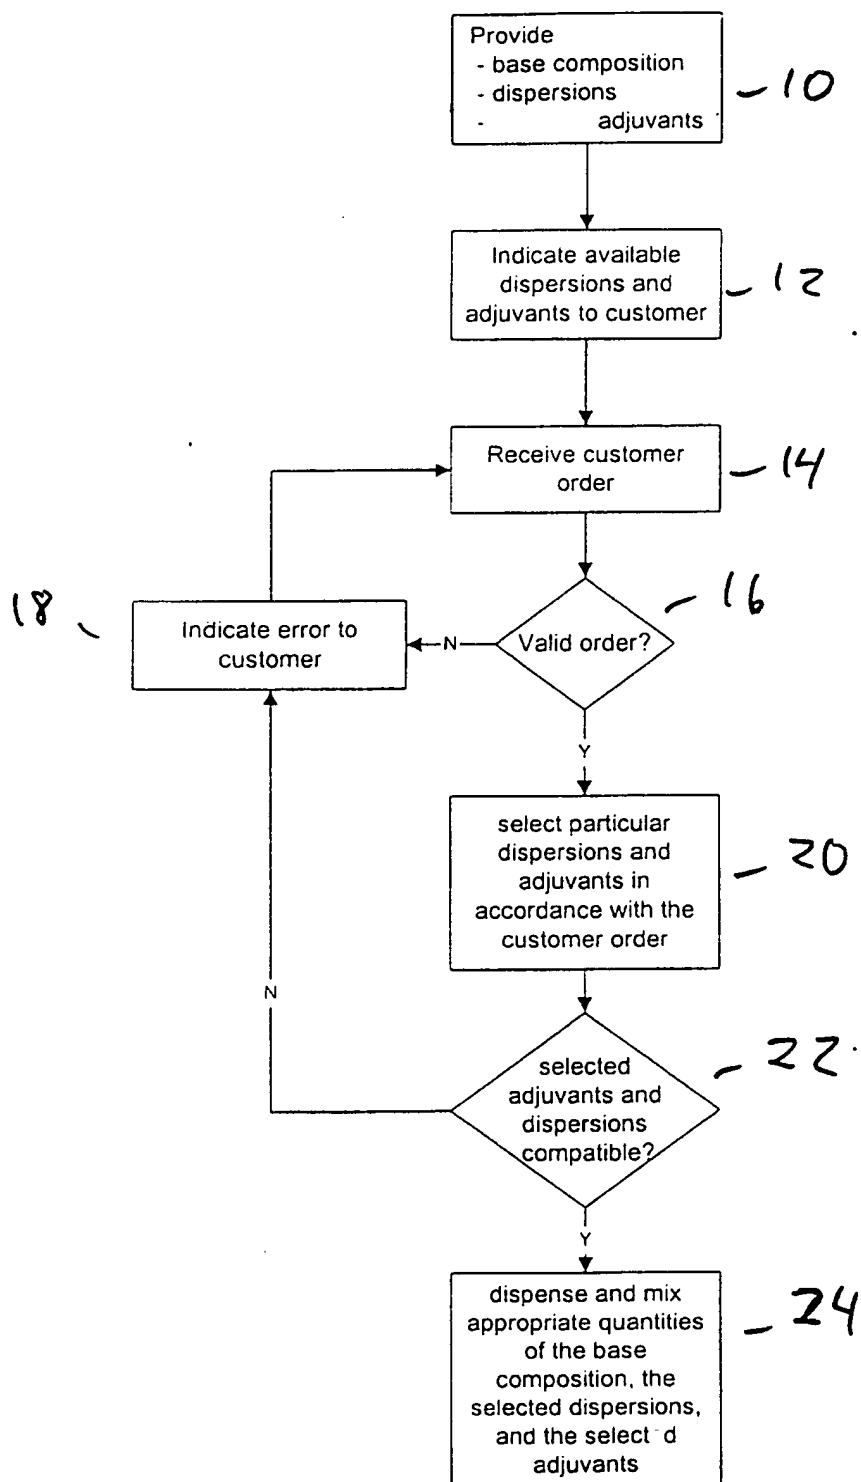 Provide
- base composition
- dispersions
- adjuvants
10
Indicate available
dispersions and
adjuvants to customer
12
Receive customer
order
14
Valid order?
16
N
18
Indicate error to
customer
Y
select particular
dispersions and
adjuvants in
accordance with the
customer order
20
N
selected
adjuvants and
dispersions
compatible?
22
Y
dispense and mix
appropriate quantities
of the base
composition, the
selected dispersions,
and the select d
adjuvants
24